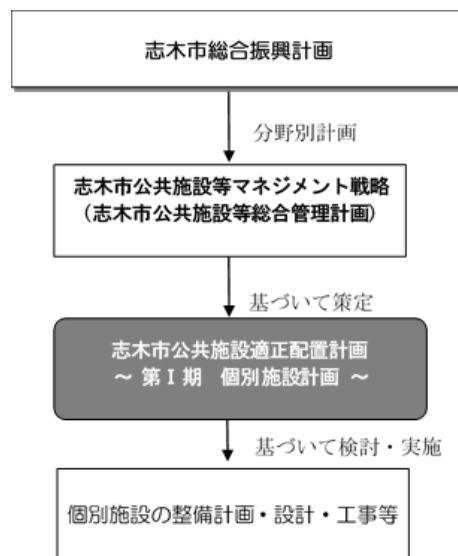 志木市総合振興計画
分野別計画
志木市公共施設等マネジメント戦略
(志木市公共施設等総合管理計画)
基づいて策定
志木市公共施設適正配置計画
～ 第Ⅰ期　個別施設計画 ～
基づいて検討・実施
個別施設の整備計画・設計・工事等